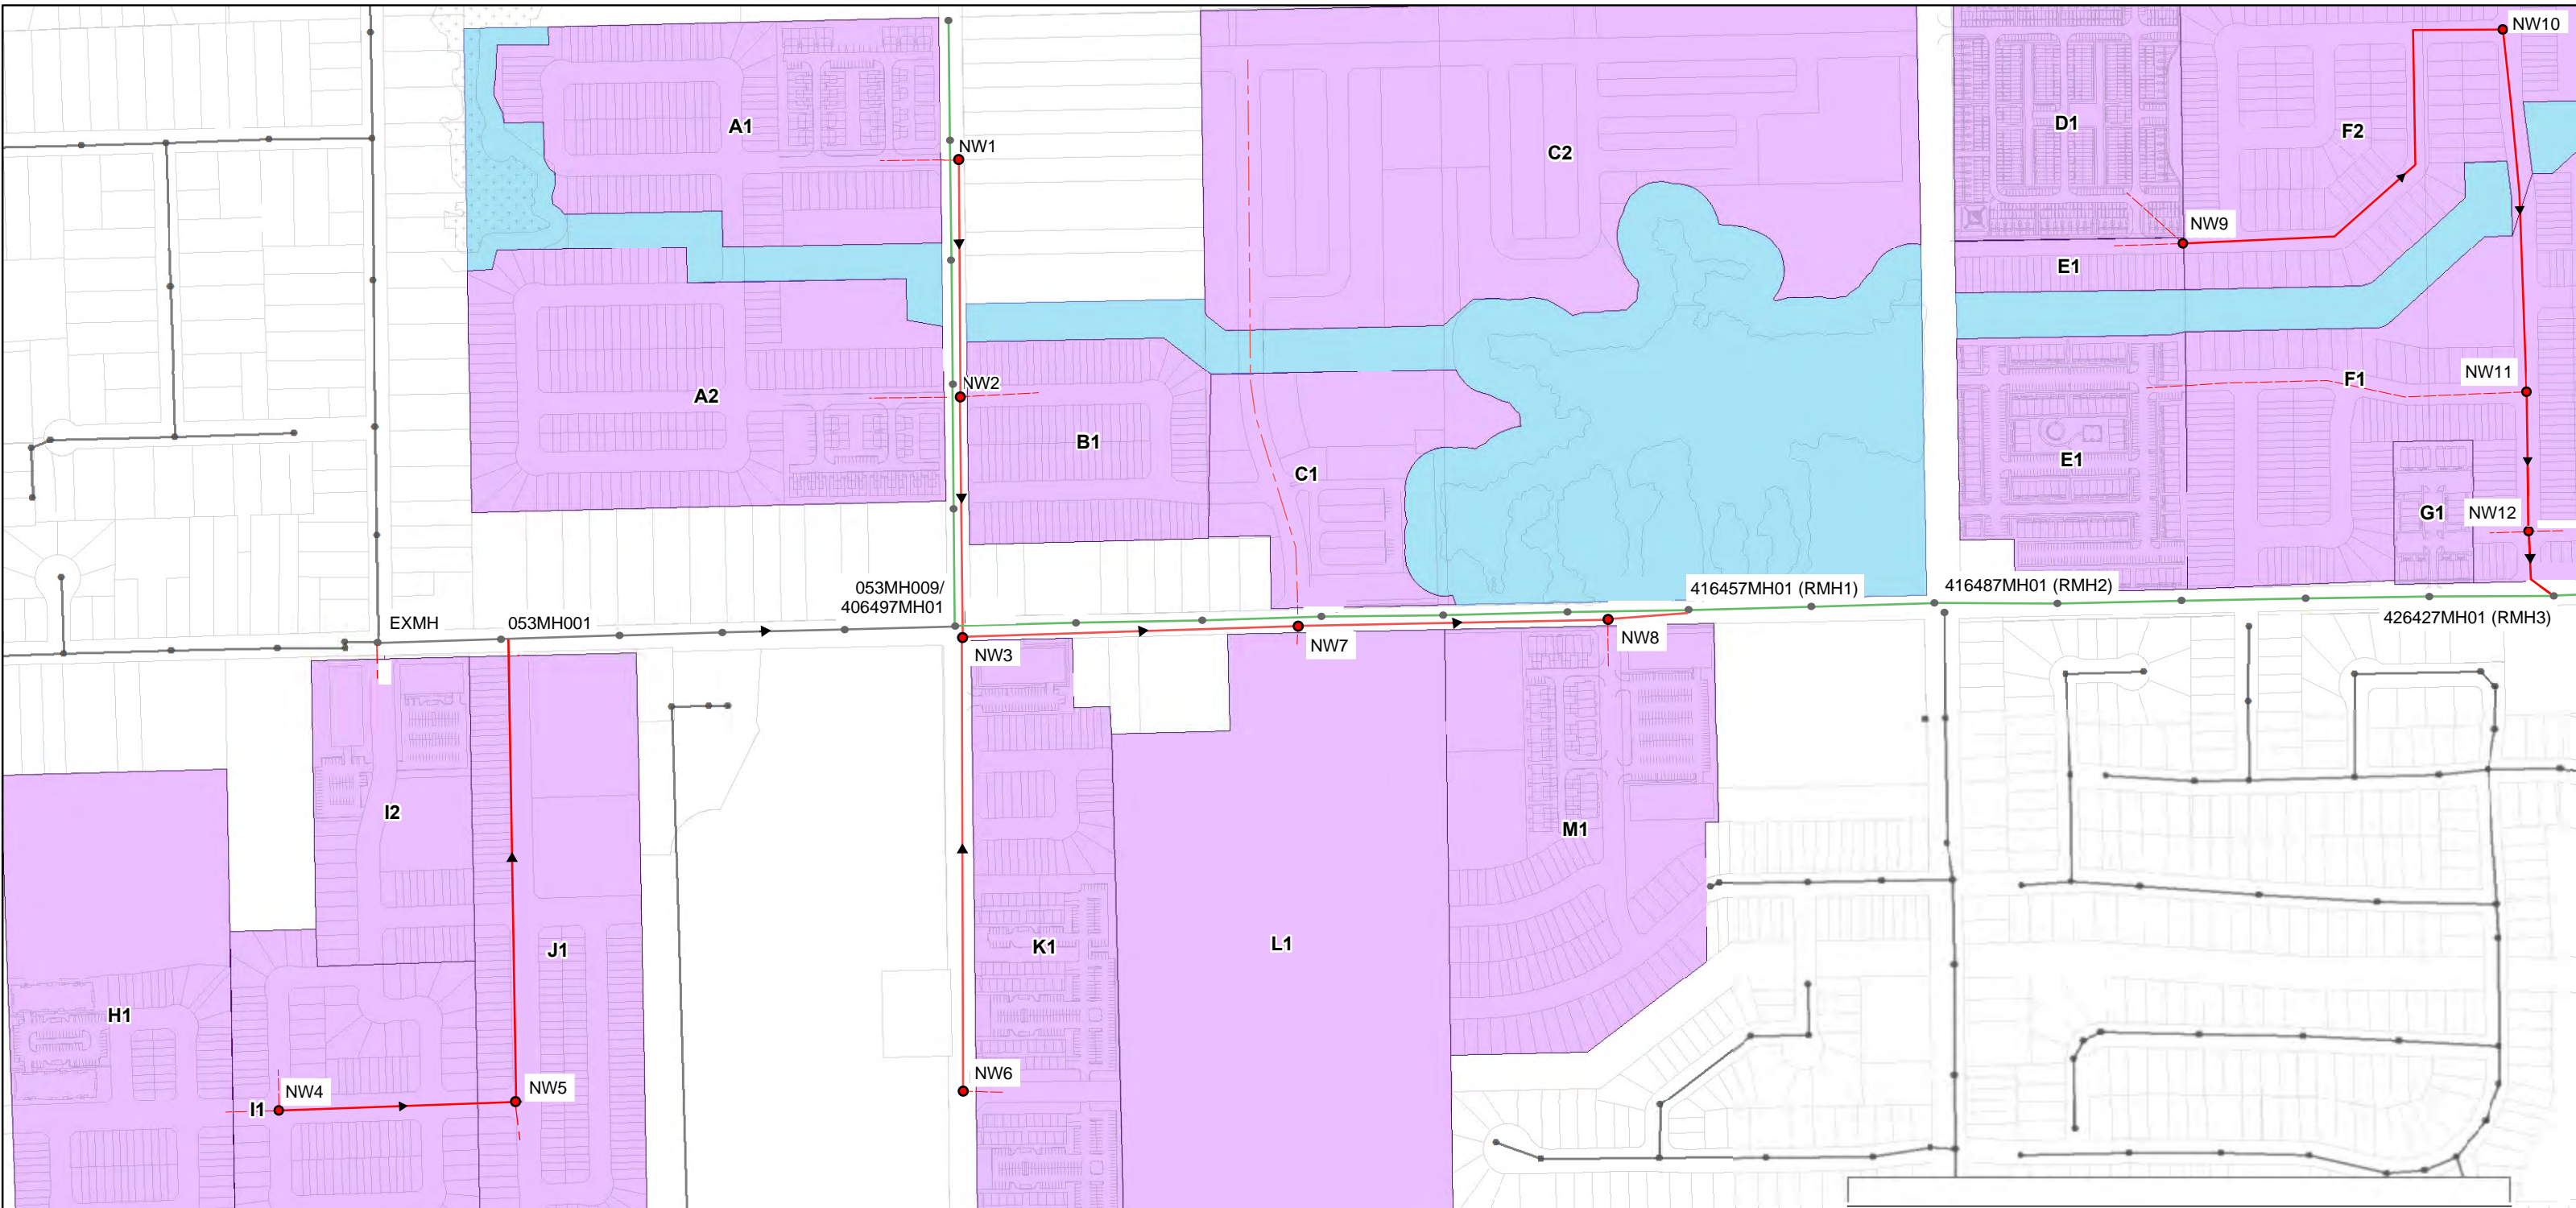 NW10
A1
D1
F2
NW1
C2
NW9
E1
NW2
NW11
F1
A2
B1
C1
E1
G1
NW12
053MH009/
406497MH01
416457MH01 (RMH1)
416487MH01 (RMH2)
EXMH
053MH001
426427MH01 (RMH3)
NW3
NW7
NW8
I2
M1
J1
K1
L1
H1
NW4
I1
NW5
NW6